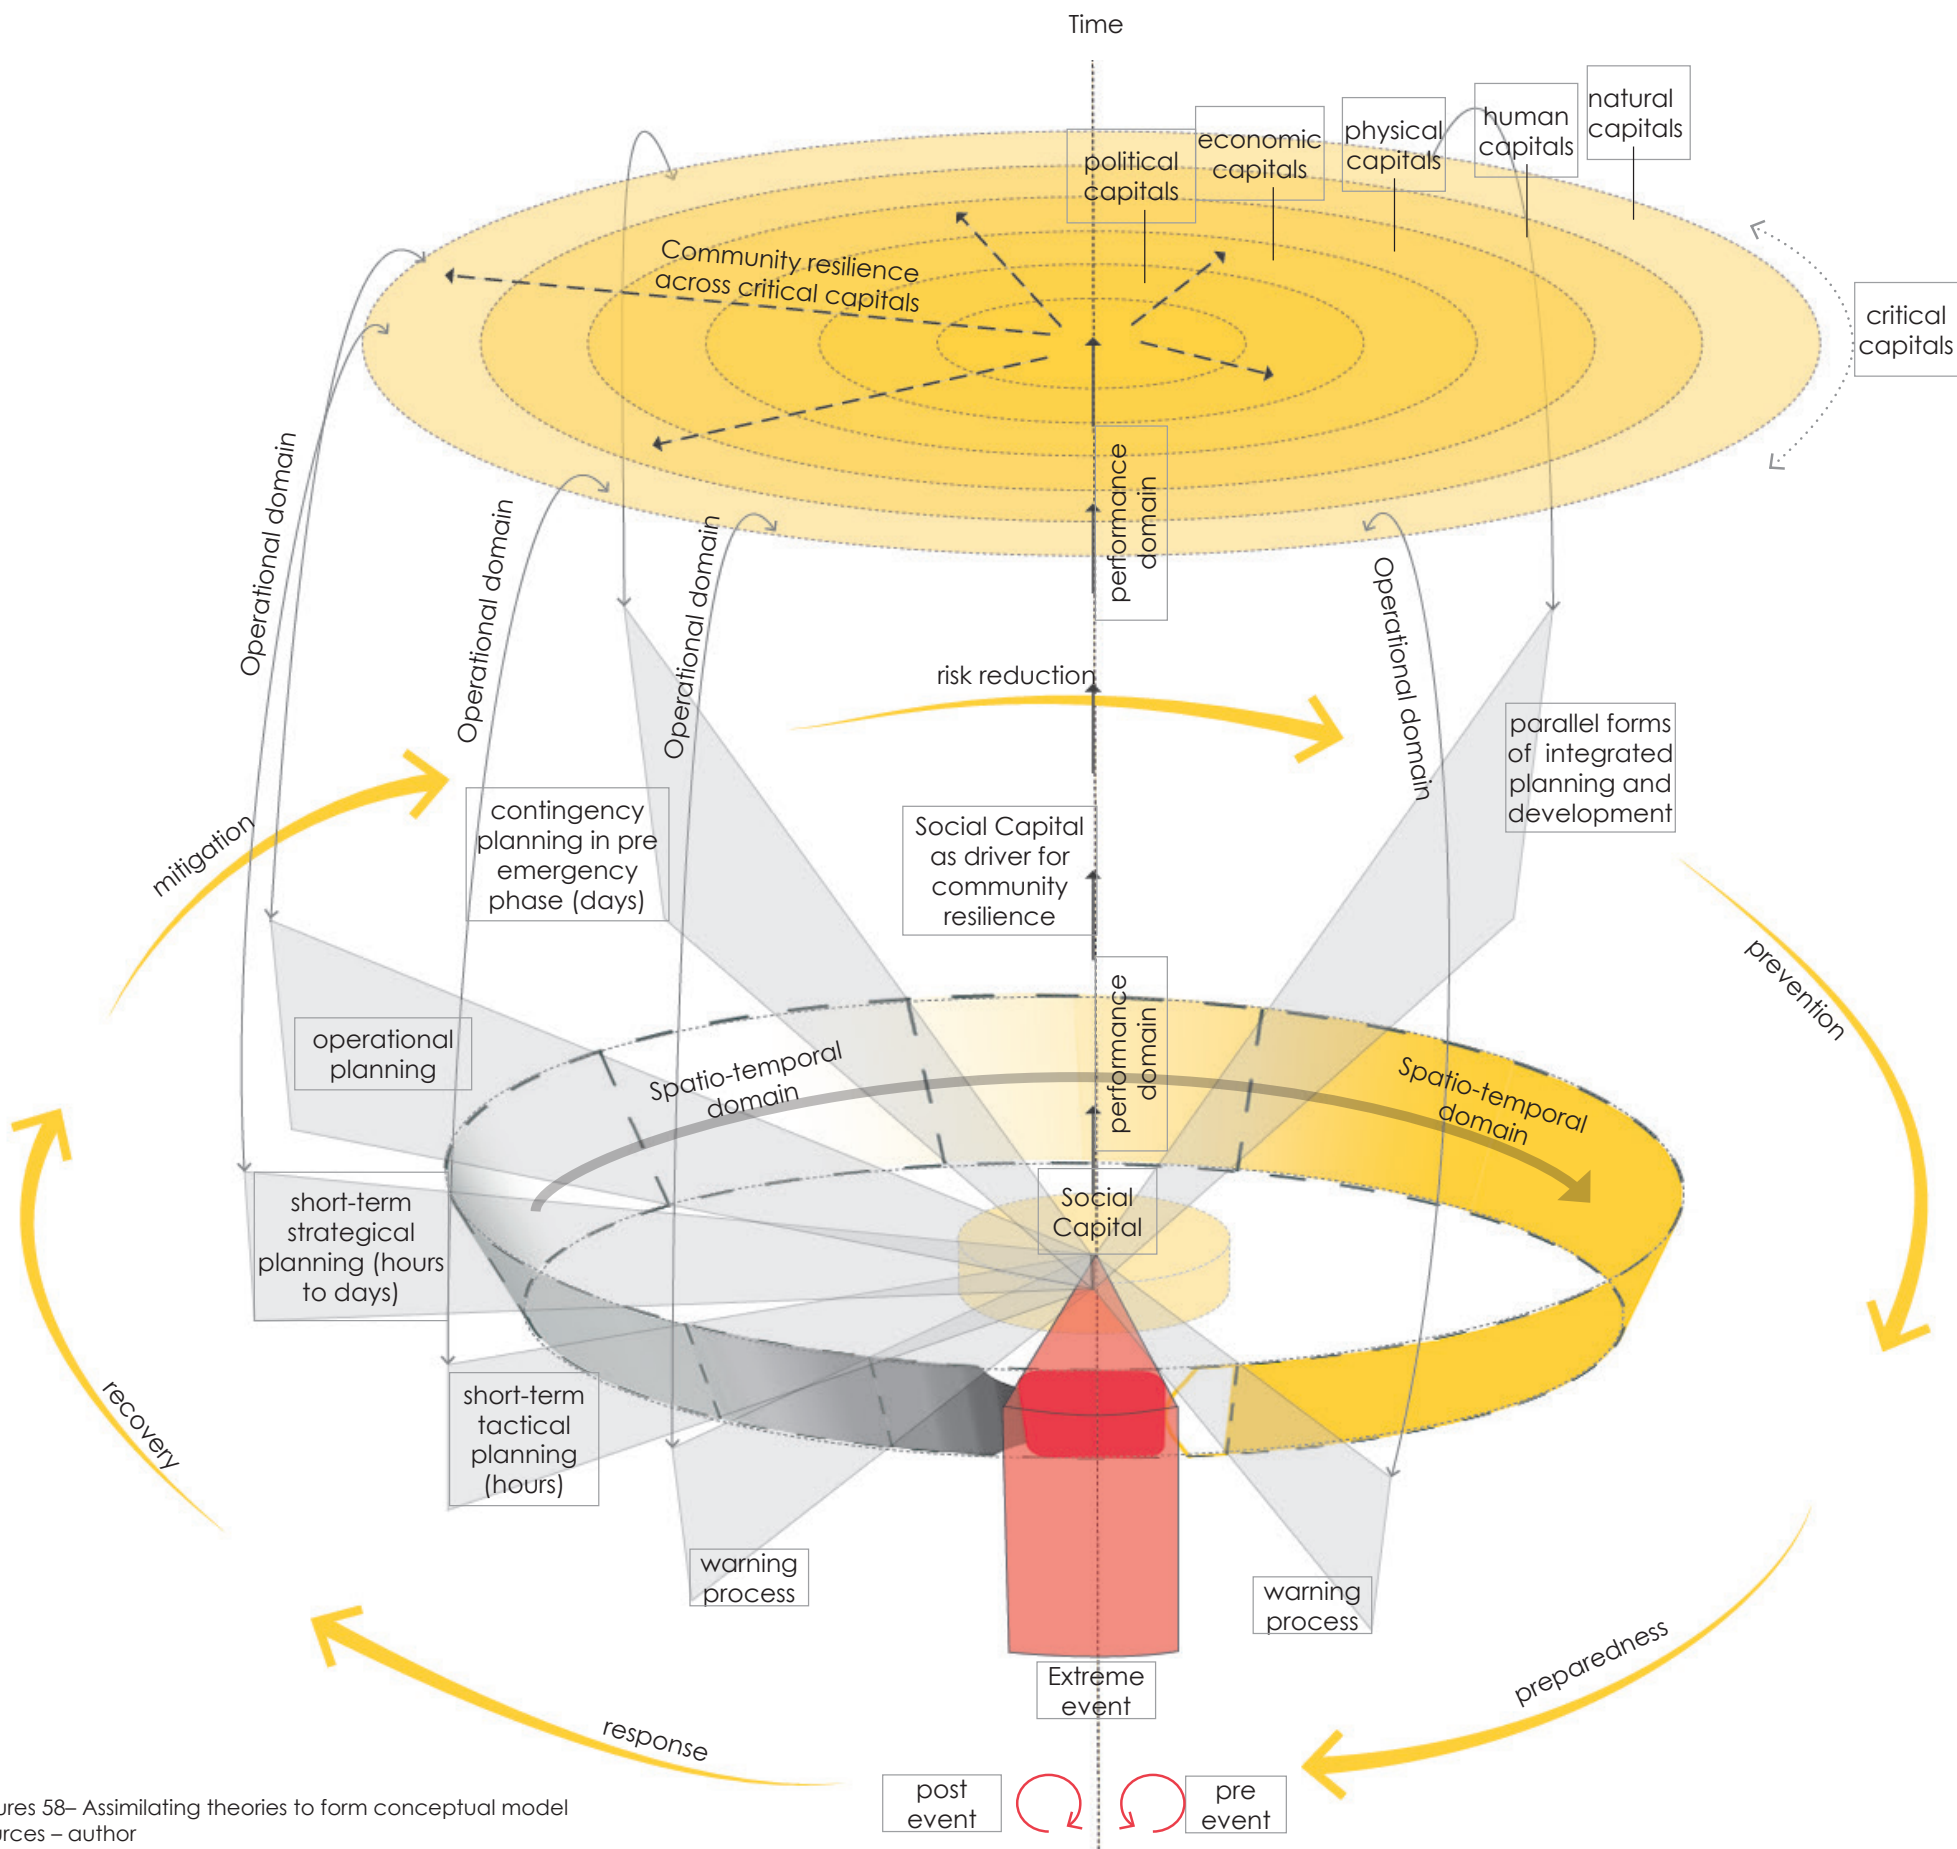 Time
natural
capitals
human
capitals
physical
capitals
economic
capitals
political
capitals
Community resilience
across critical capitals
critical
capitals
performance
domain
Operational domain
Operational domain
Operational domain
Operational domain
risk reduction
parallel forms
of integrated
planning and
development
mitigation
contingency
planning in pre
emergency
phase (days)
Social Capital
as driver for
community
resilience
prevention
performance
domain
operational
planning
Spatio-temporal
domain
Spatio-temporal
domain
short-term
strategical
planning (hours
to days)
Social
Capital
recovery
short-term
tactical
planning
(hours)
warning
process
warning
process
Extreme
event
preparedness
response
post
event
pre
event
ures 58– Assimilating theories to form conceptual model
urces – author